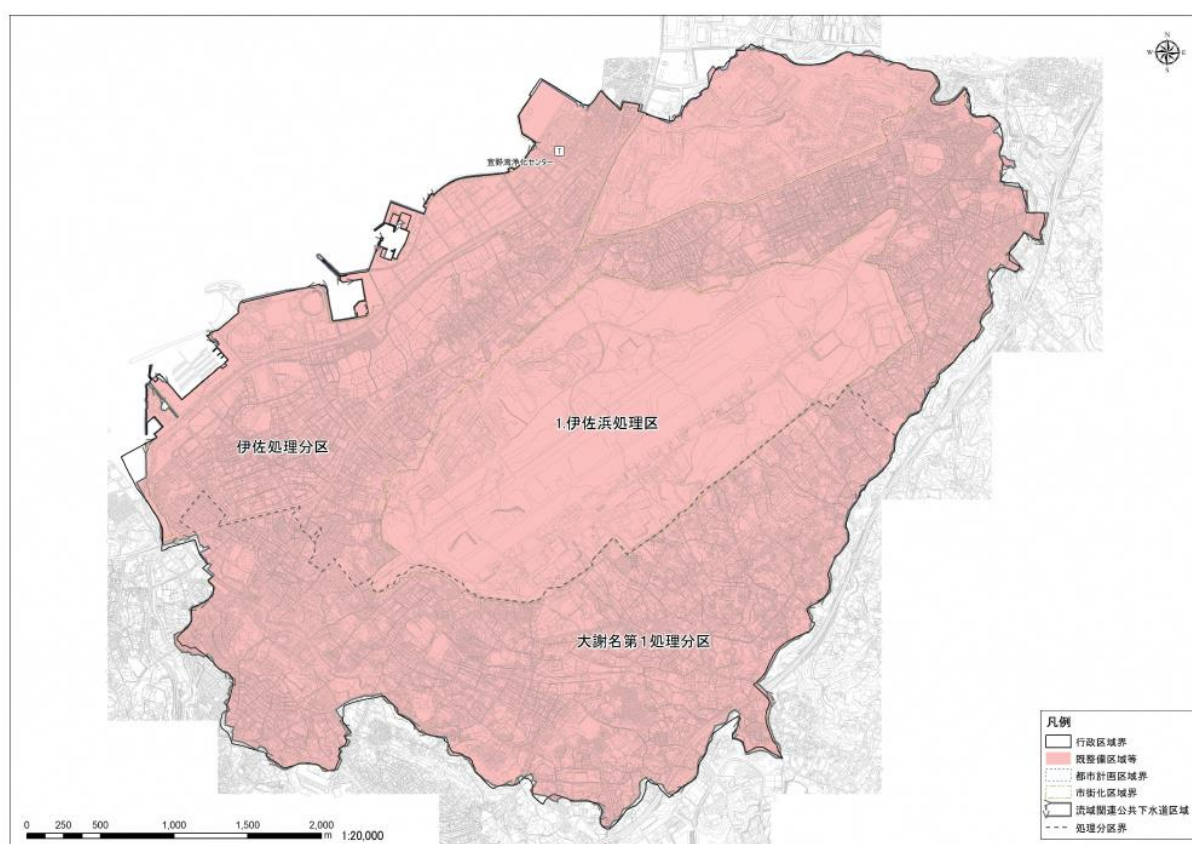 N
W E
S
T
宜野湾浄化センター
1.伊佐浜処理区
伊佐処理分区
大謝名第1処理分区
凡例
行政区域界
既整備区域等
都市計画区域界
市街化区域界
流域関連公共下水道区域
処理分区界
0 250 500 1,000 1,500 2,000
m 1:20,000